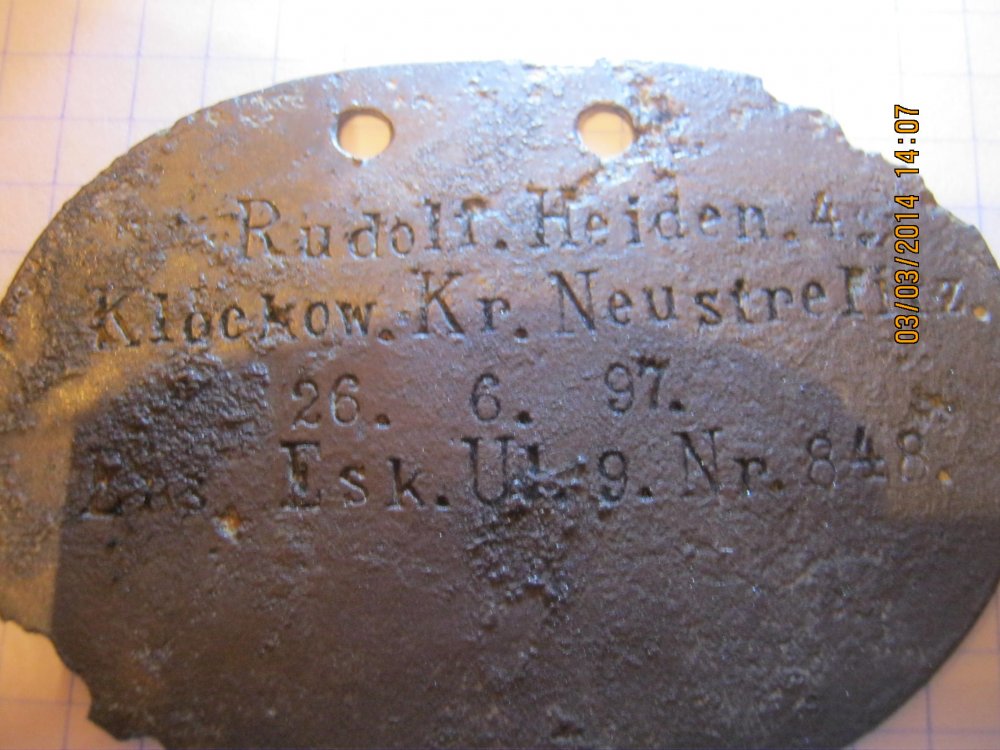 Rudolf. Heiden. 4.
Klockow. Kr. Neustrelitz.
26. 6. 97.
Ers. Esk. Ul. 9. Nr. 848.
03/03/2014 14:07